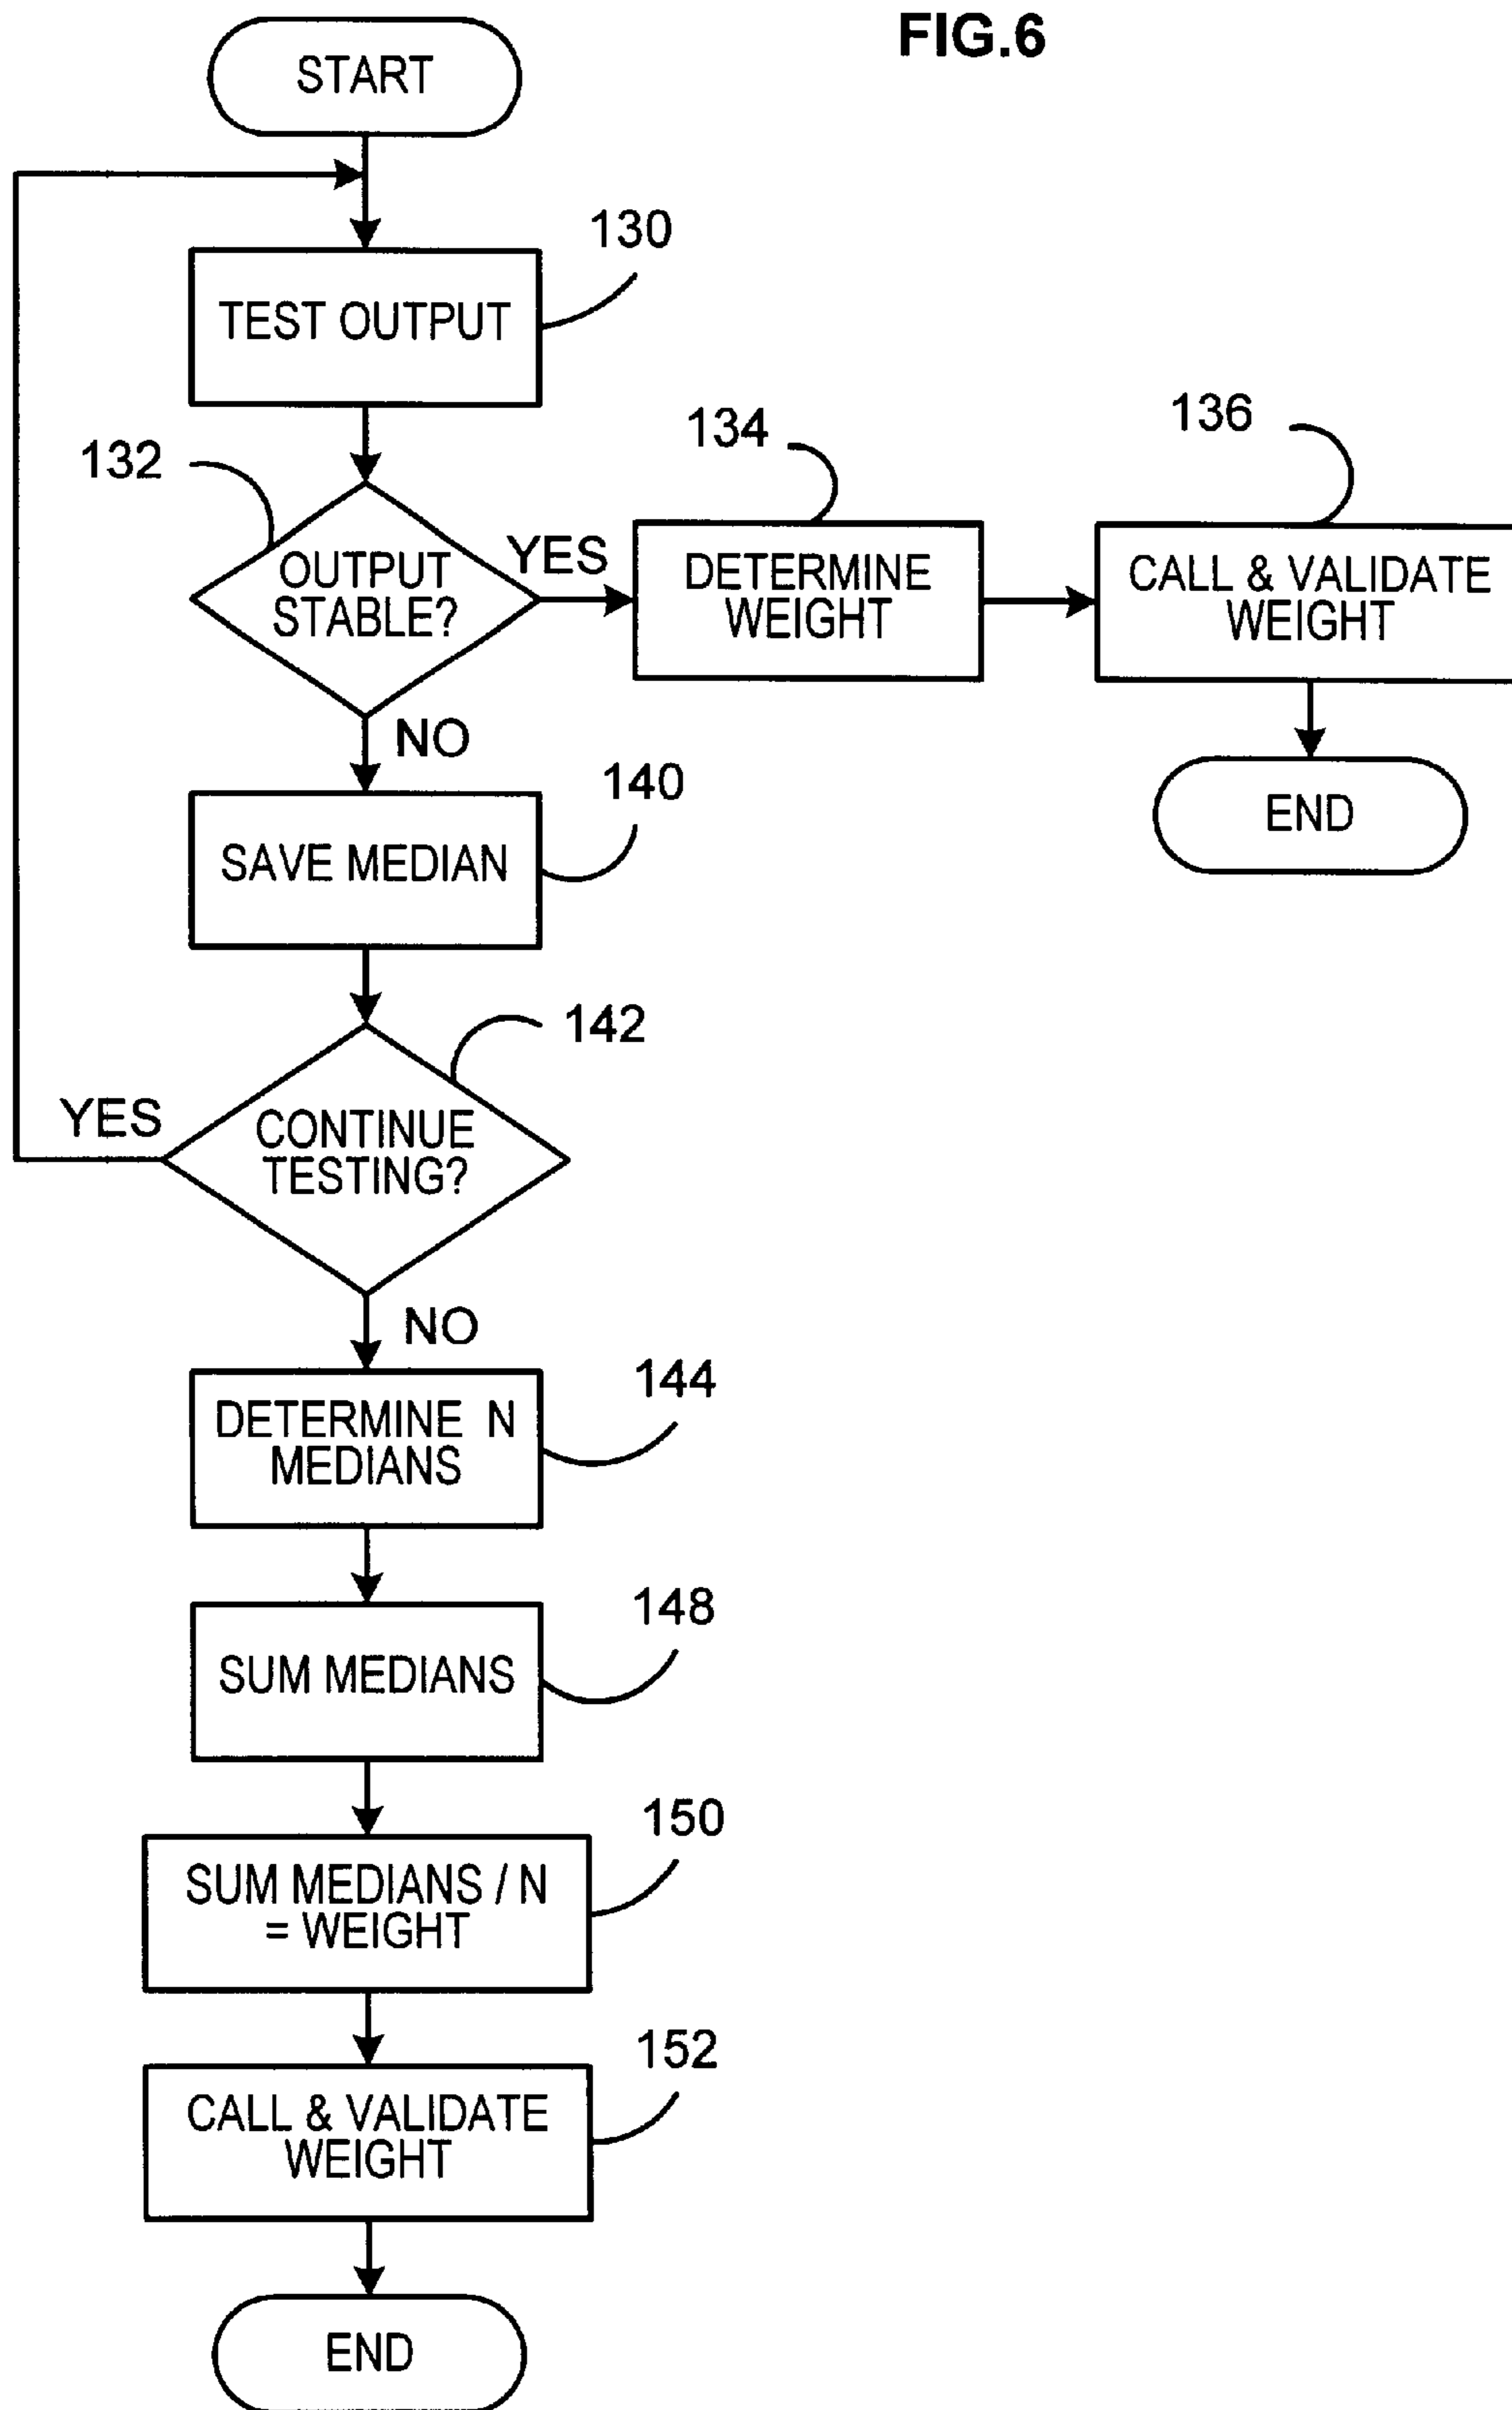 FIG.6
START
130
TEST OUTPUT
132
OUTPUT
STABLE?
YES
134
DETERMINE
WEIGHT
136
CALL & VALIDATE
WEIGHT
END
NO
140
SAVE MEDIAN
142
CONTINUE
TESTING?
YES
NO
144
DETERMINE N
MEDIANS
148
SUM MEDIANS
150
SUM MEDIANS / N
= WEIGHT
152
CALL & VALIDATE
WEIGHT
END